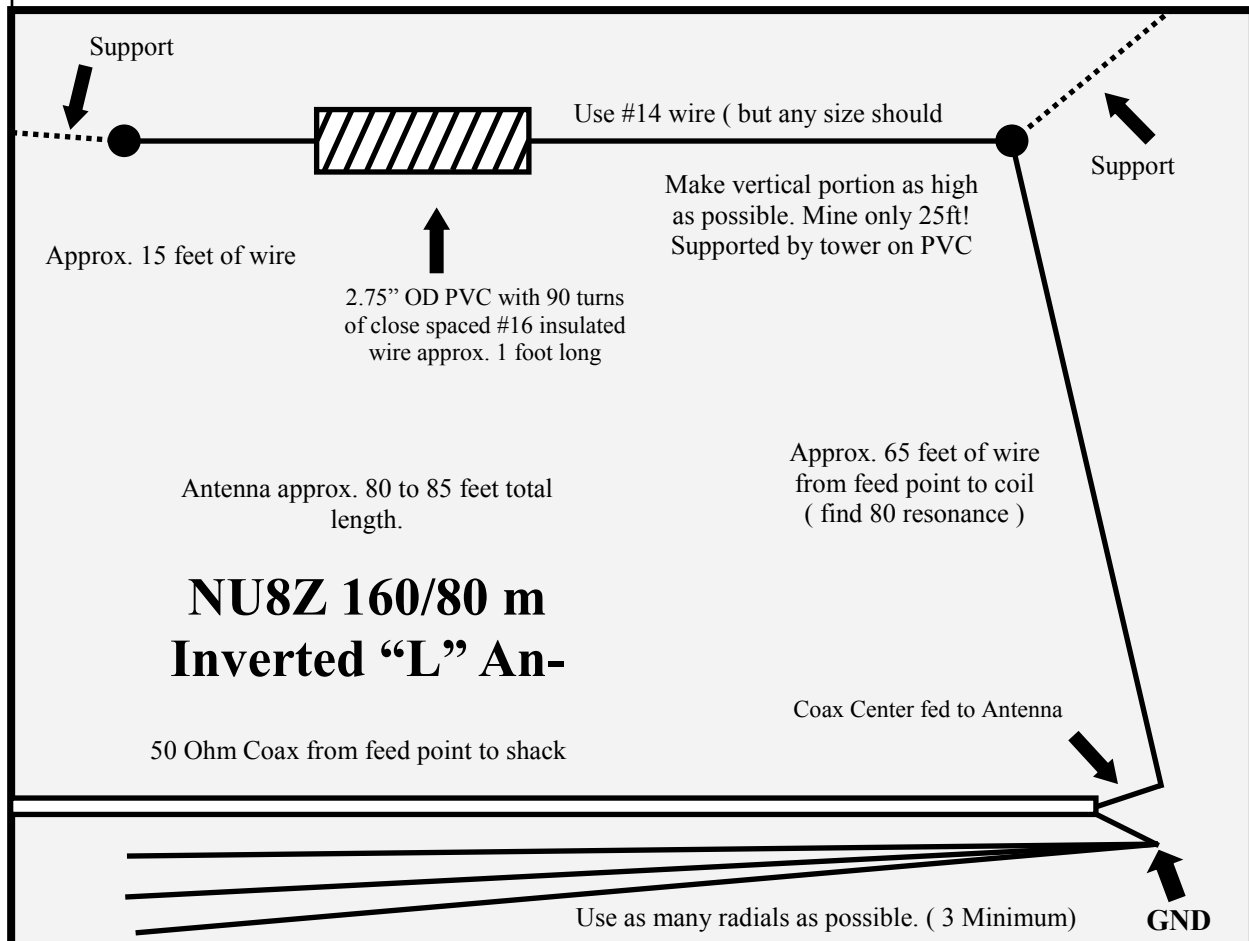 Support
Use #14 wire ( but any size should
Support
Make vertical portion as high
as possible. Mine only 25ft!
Supported by tower on PVC
Approx. 15 feet of wire
2.75” OD PVC with 90 turns
of close spaced #16 insulated
wire approx. 1 foot long
Approx. 65 feet of wire
from feed point to coil
( find 80 resonance )
Antenna approx. 80 to 85 feet total
length.
NU8Z 160/80 m
Inverted “L” An-
Coax Center fed to Antenna
50 Ohm Coax from feed point to shack
Use as many radials as possible. ( 3 Minimum)
GND